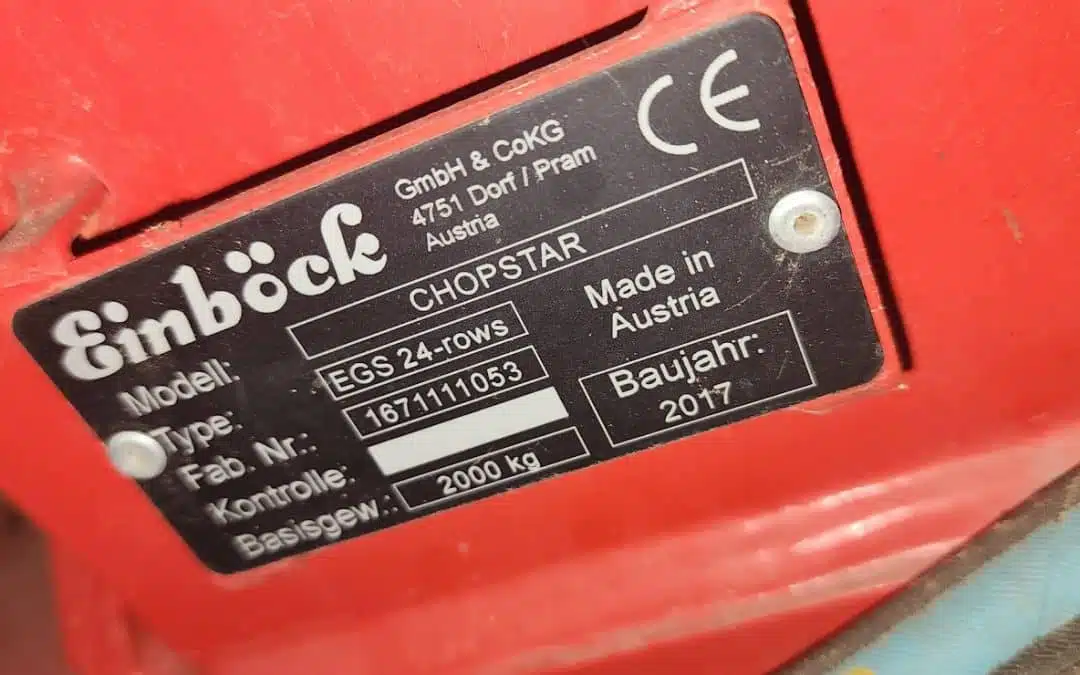 Einböck
GmbH & CoKG
4751 Dorf / Pram
Austria
CE
Modell: CHOPSTAR
Type: EGS 24-rows
Fab. Nr.: 1671111053
Kontrolle:
Basisgew.: 2000 kg
Made in
Austria
Baujahr:
2017